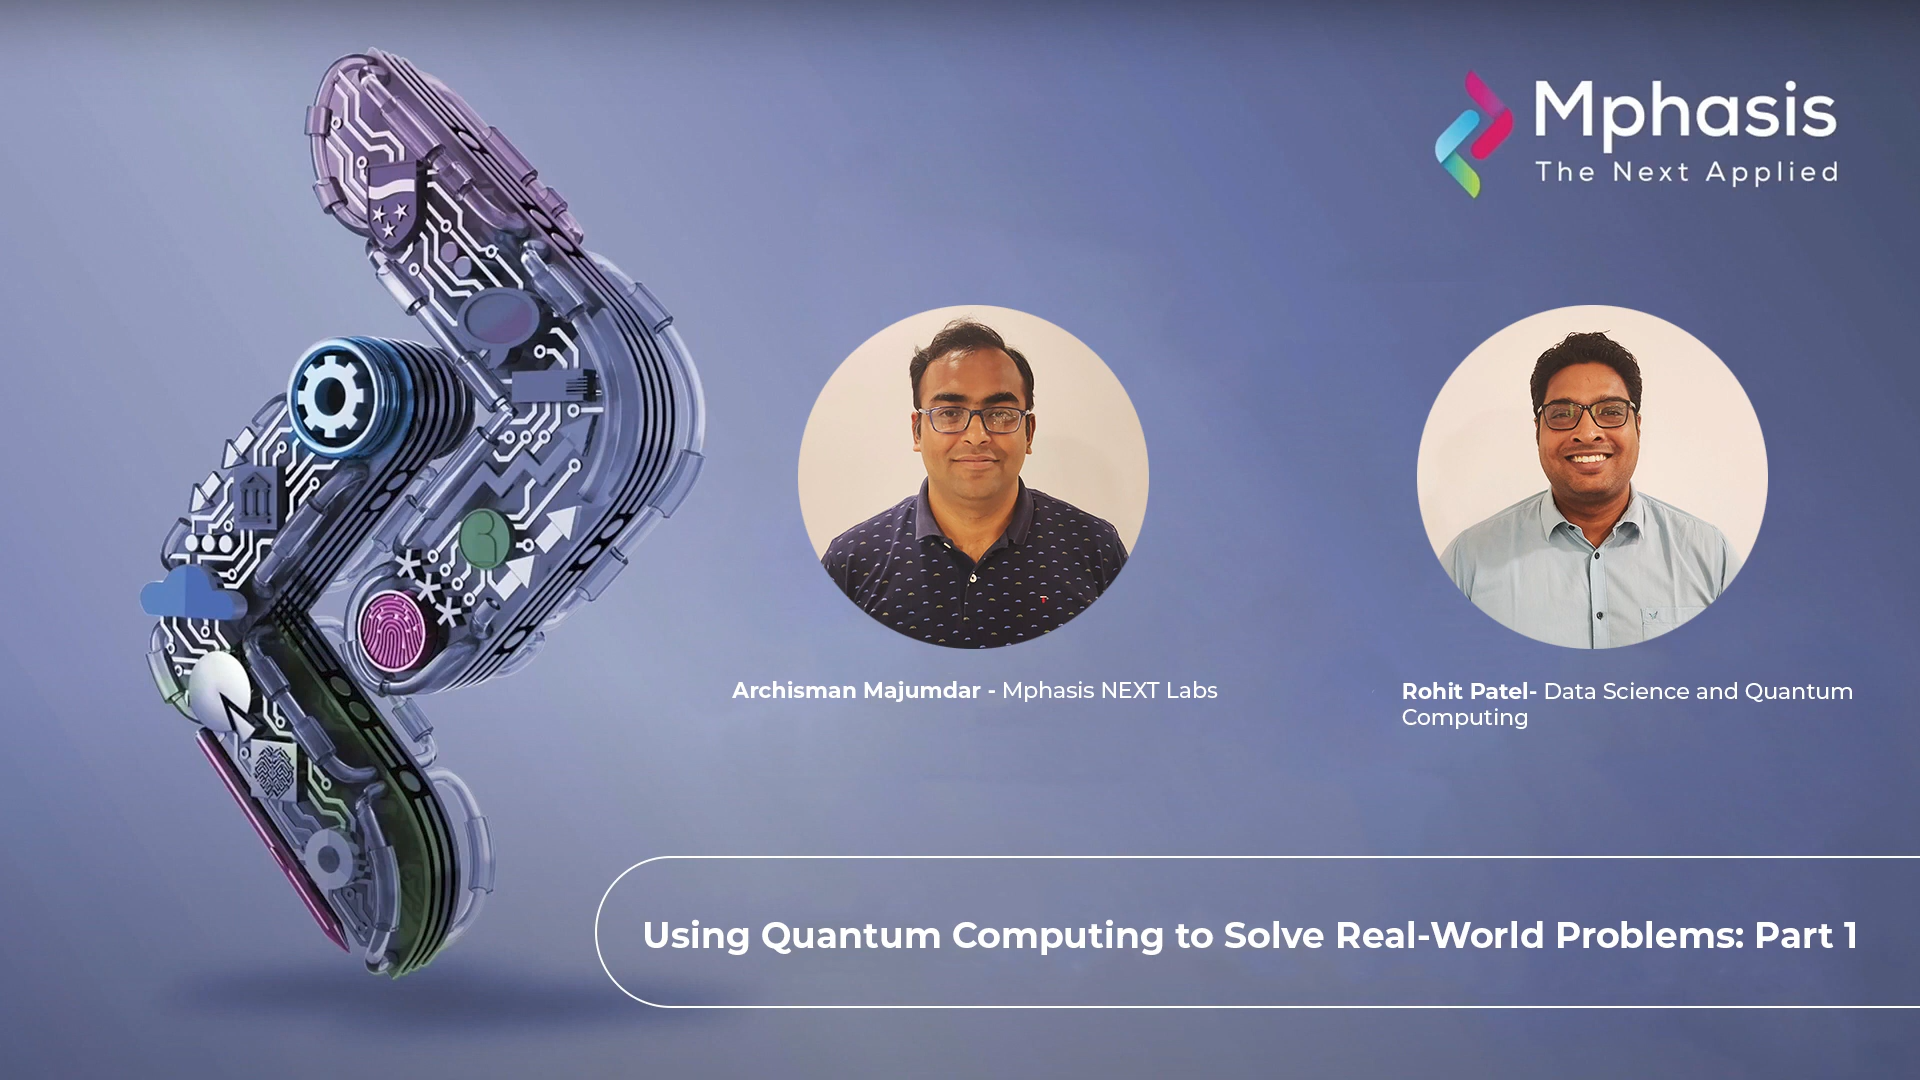 Mphasis
The Next Applied
Archisman Majumdar - Mphasis NEXT Labs
Rohit Patel- Data Science and Quantum
Computing
Using Quantum Computing to Solve Real-World Problems: Part 1